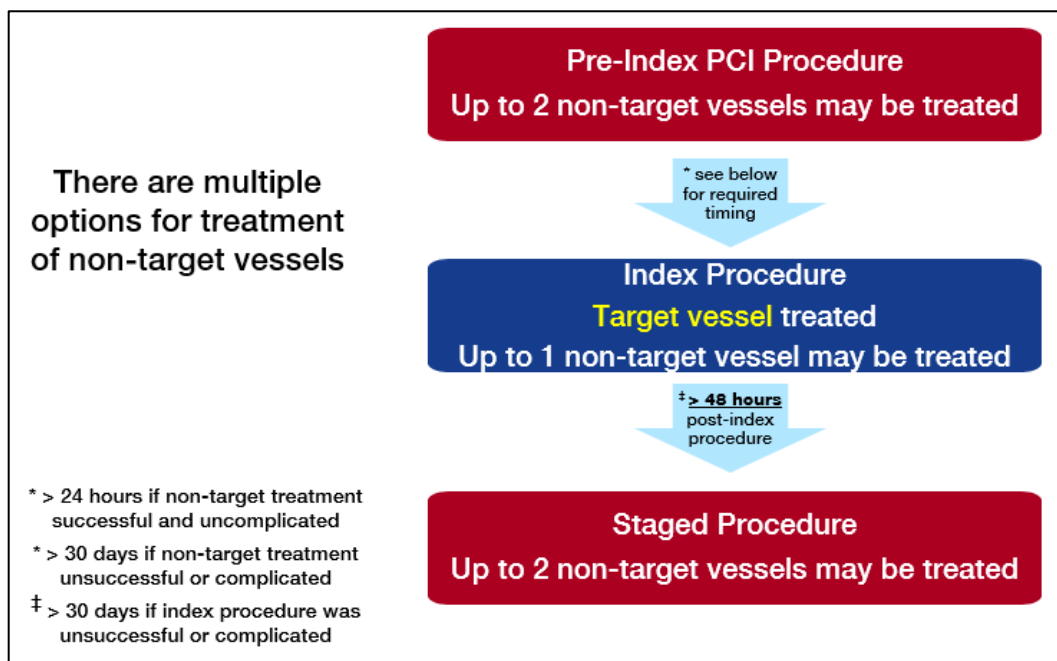 Pre-Index PCI Procedure
Up to 2 non-target vessels may be treated
There are multiple
options for treatment
of non-target vessels
* see below
for required
timing
Index Procedure
Target vessel treated
Up to 1 non-target vessel may be treated
‡ > 48 hours
post-index
procedure
* > 24 hours if non-target treatment
successful and uncomplicated
* > 30 days if non-target treatment
unsuccessful or complicated
‡ > 30 days if index procedure was
unsuccessful or complicated
Staged Procedure
Up to 2 non-target vessels may be treated